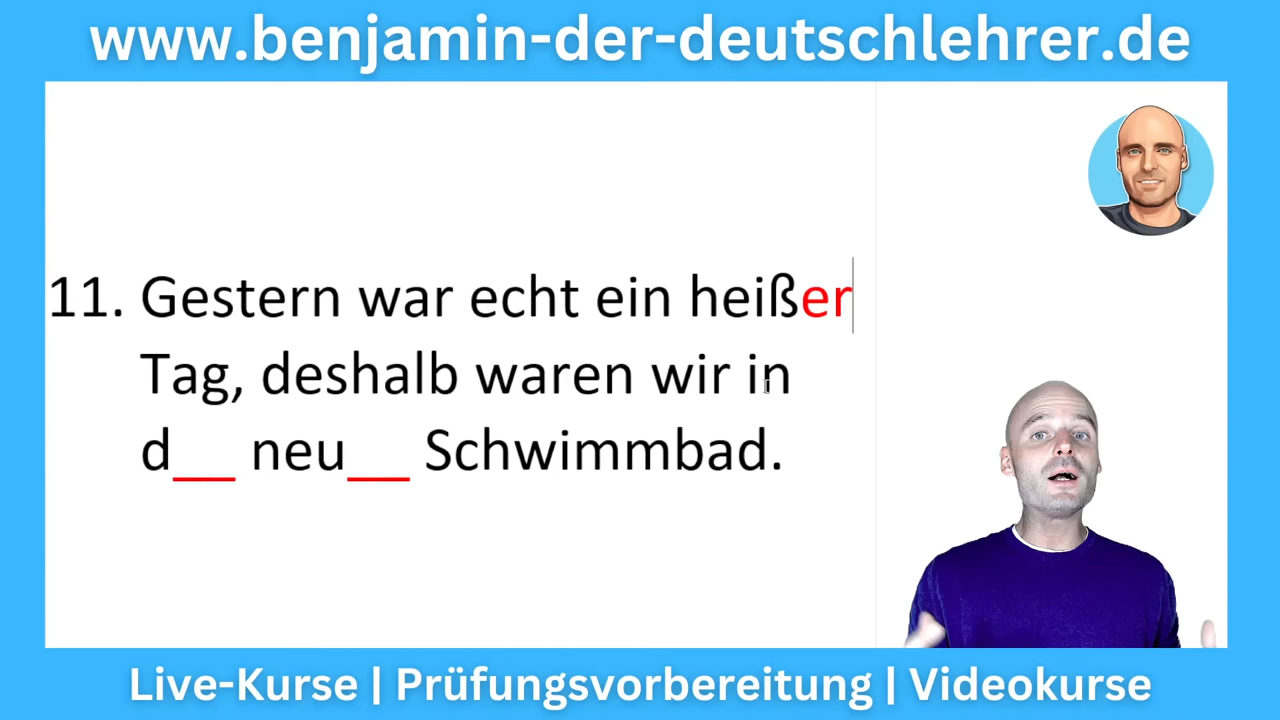 www.benjamin-der-deutschlehrer.de
11. Gestern war echt ein heißer
Tag, deshalb waren wir in
d__ neu__ Schwimmbad.
Live-Kurse | Prüfungsvorbereitung | Videokurse